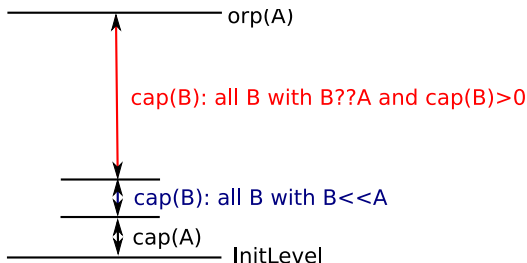 orp(A)
cap(B): all B with B??A and cap(B)>0
cap(B): all B with B<<A
cap(A)
InitLevel